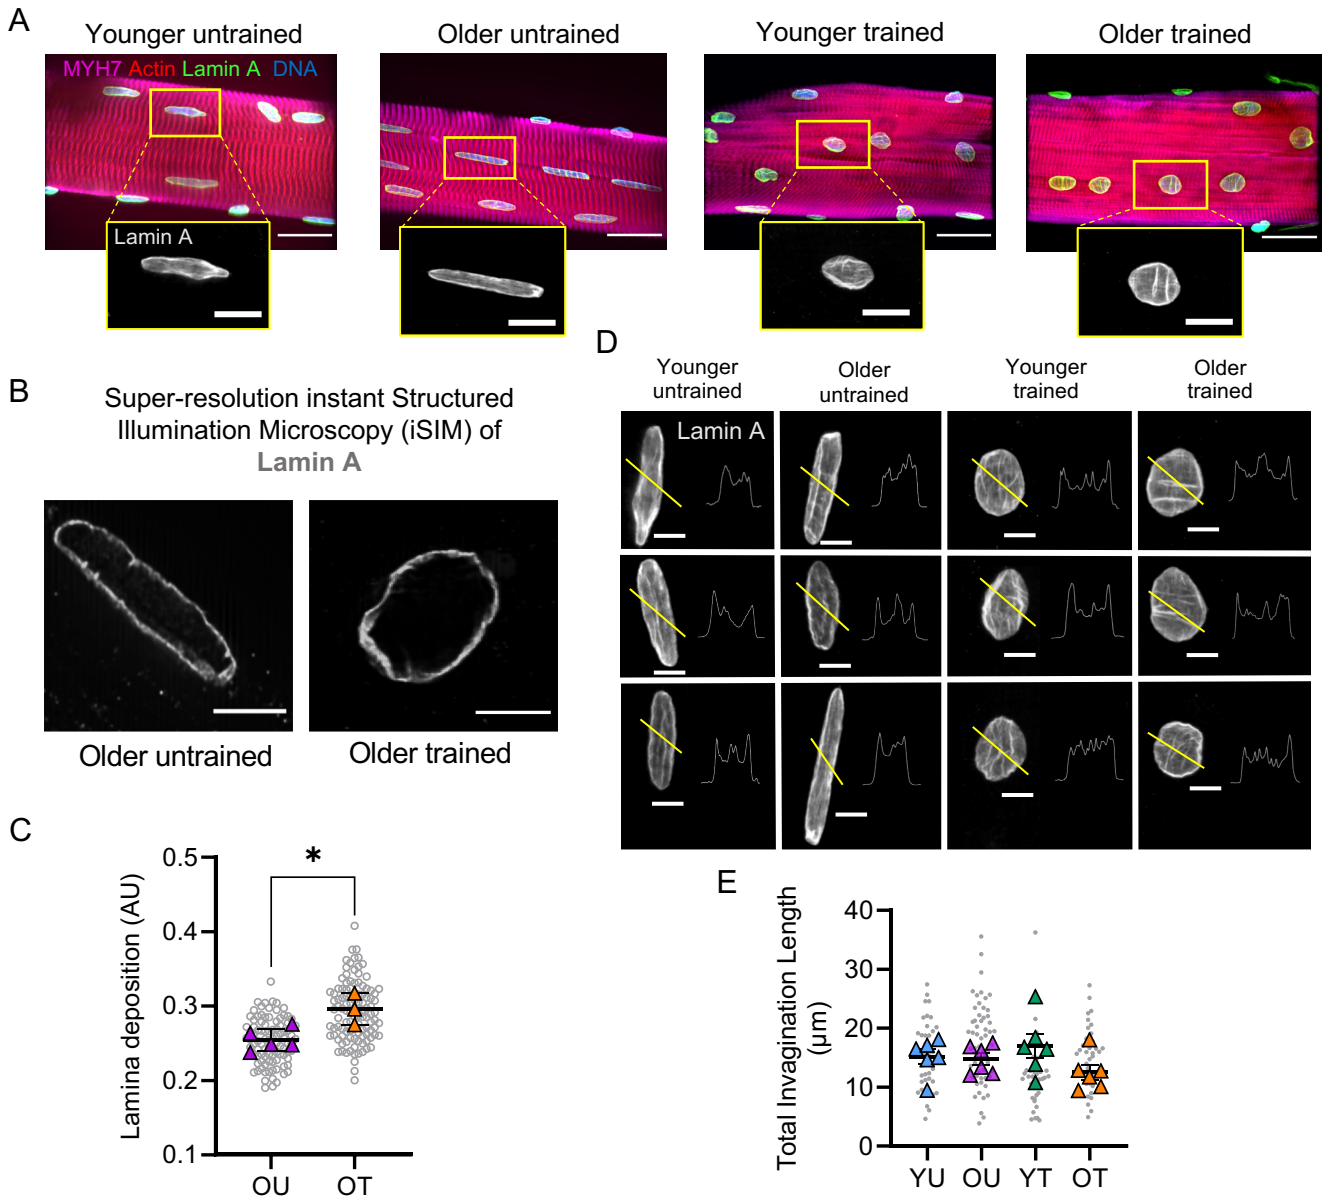 A
Younger untrained
Older untrained
Younger trained
Older trained
MYH7 Actin Lamin A DNA
Lamin A
B
Super-resolution instant Structured
Illumination Microscopy (iSIM) of
Lamin A
Older untrained
Older trained
C
Lamina deposition (AU)
0.5
0.4
0.3
0.2
0.1
*
OU
OT
D
Younger
untrained
Older
untrained
Younger
trained
Older
trained
Lamin A
E
Total Invagination Length
(µm)
40
30
20
10
0
YU
OU
YT
OT